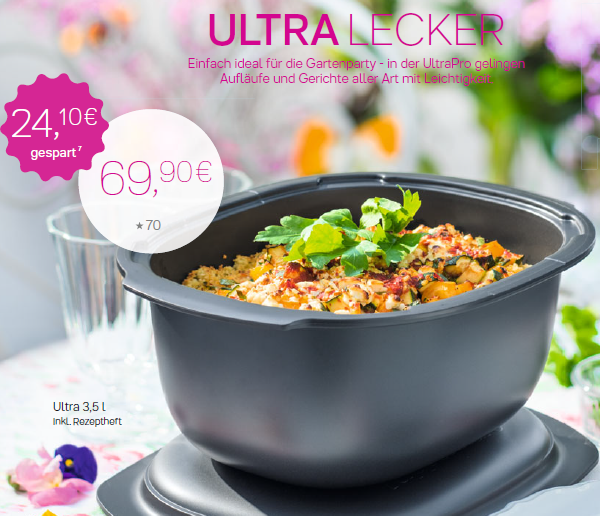 ULTRA LECKER
Einfach ideal für die Gartenparty - in der UltraPro gelingen
Aufläufe und Gerichte aller Art mit Leichtigkeit.
24,10€
gespart⁷
69,90€
★70
Ultra 3,5 l
Inkl. Rezeptheft